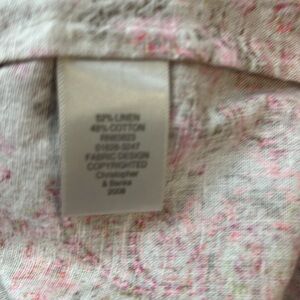 52% LINEN
48% COTTON
FABRIC DESIGN
COPYRIGHTED
Christopher
& Banks
2008